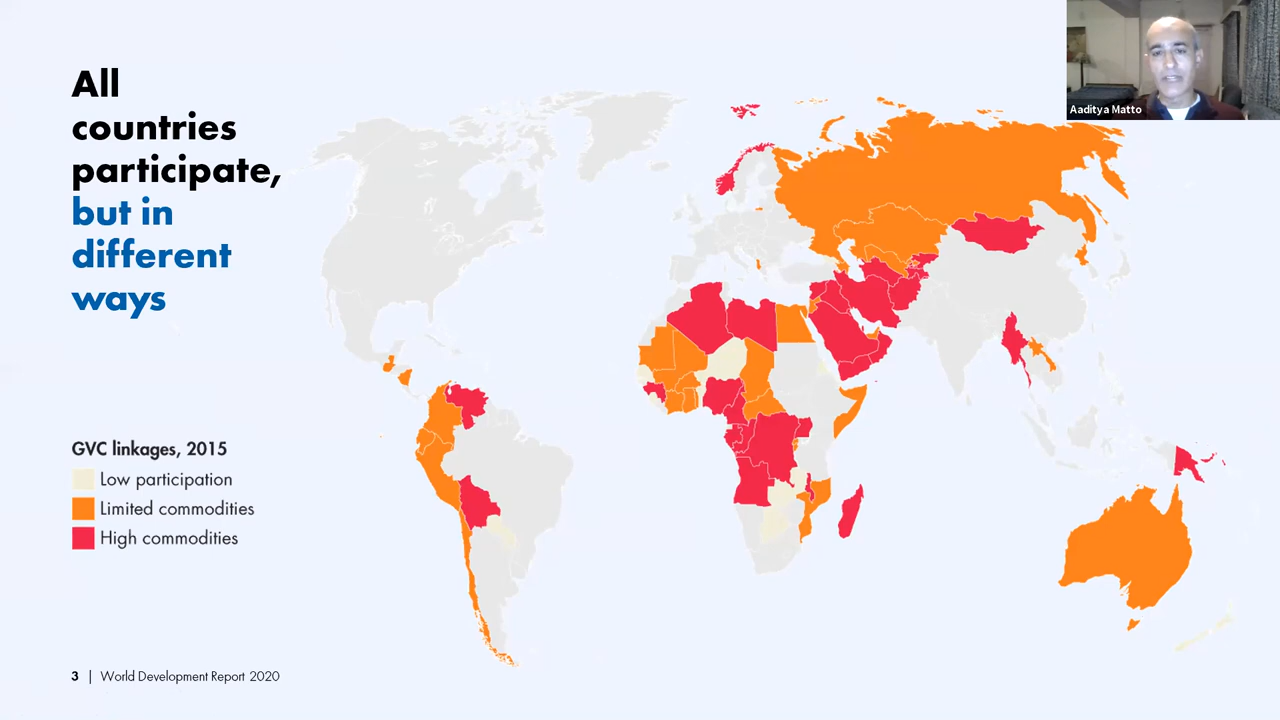 All
countries
participate,
but in
different
ways
Aaditya Matto
GVC linkages, 2015
Low participation
Limited commodities
High commodities
3 | World Development Report 2020